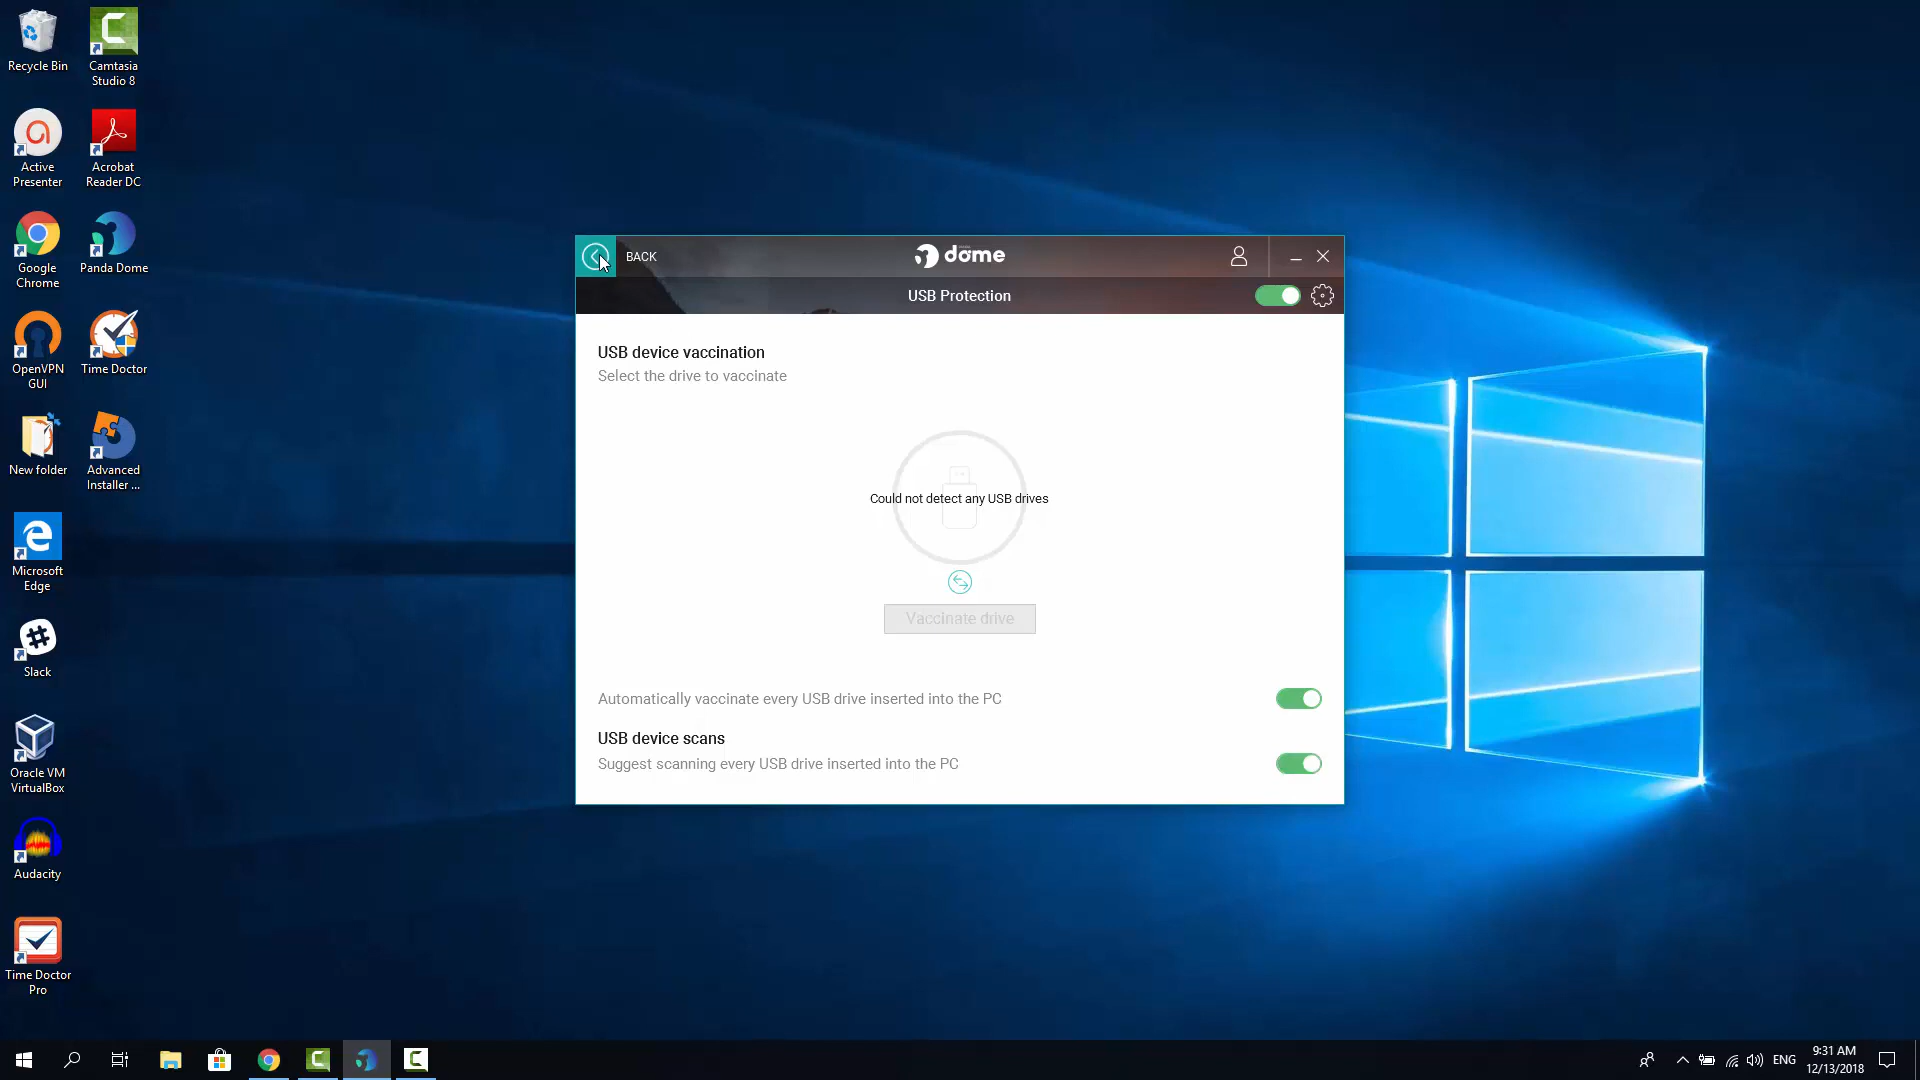 Recycle Bin
Camtasia
Studio 8
Active
Presenter
Acrobat
Reader DC
Google
Chrome
Panda Dome
OpenVPN
GUI
Time Doctor
New folder
Advanced
Installer ...
Microsoft
Edge
Slack
Oracle VM
VirtualBox
Audacity
Time Doctor
Pro
BACK
dome
USB Protection
USB device vaccination
Select the drive to vaccinate
Could not detect any USB drives
Vaccinate drive
Automatically vaccinate every USB drive inserted into the PC
USB device scans
Suggest scanning every USB drive inserted into the PC
ENG
9:31 AM
12/13/2018